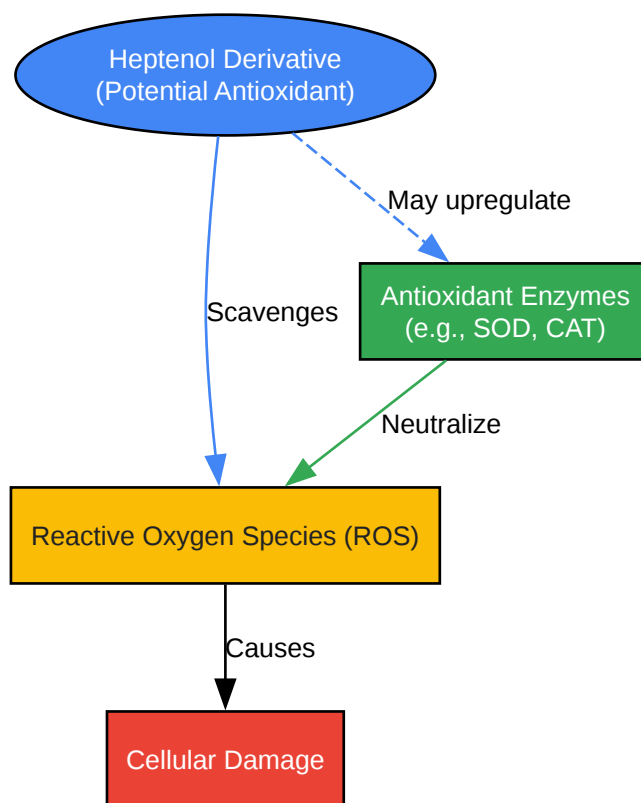 Heptenol Derivative
(Potential Antioxidant)
May upregulate
Antioxidant Enzymes
(e.g., SOD, CAT)
Scavenges
Neutralize
Reactive Oxygen Species (ROS)
Causes
Cellular Damage